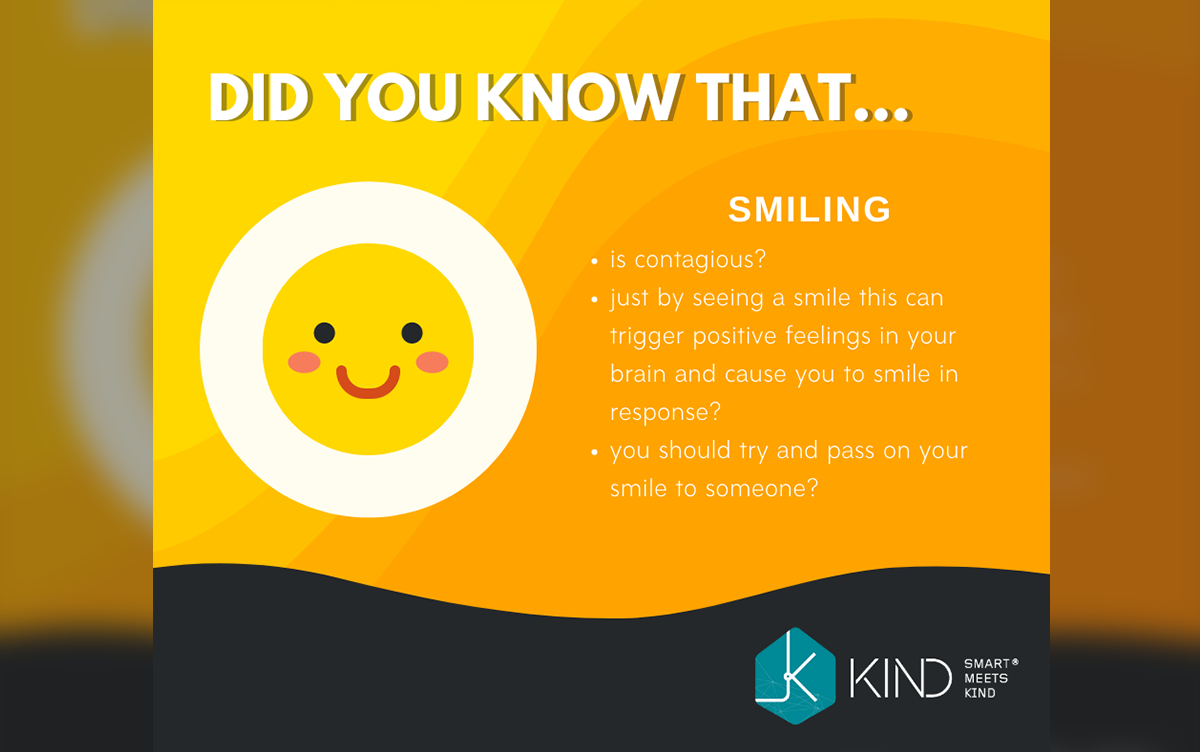 DID YOU KNOW THAT...
SMILING
• is contagious?
• just by seeing a smile this can
trigger positive feelings in your
brain and cause you to smile in
response?
• you should try and pass on your
smile to someone?
KIND
SMART®
MEETS
KIND